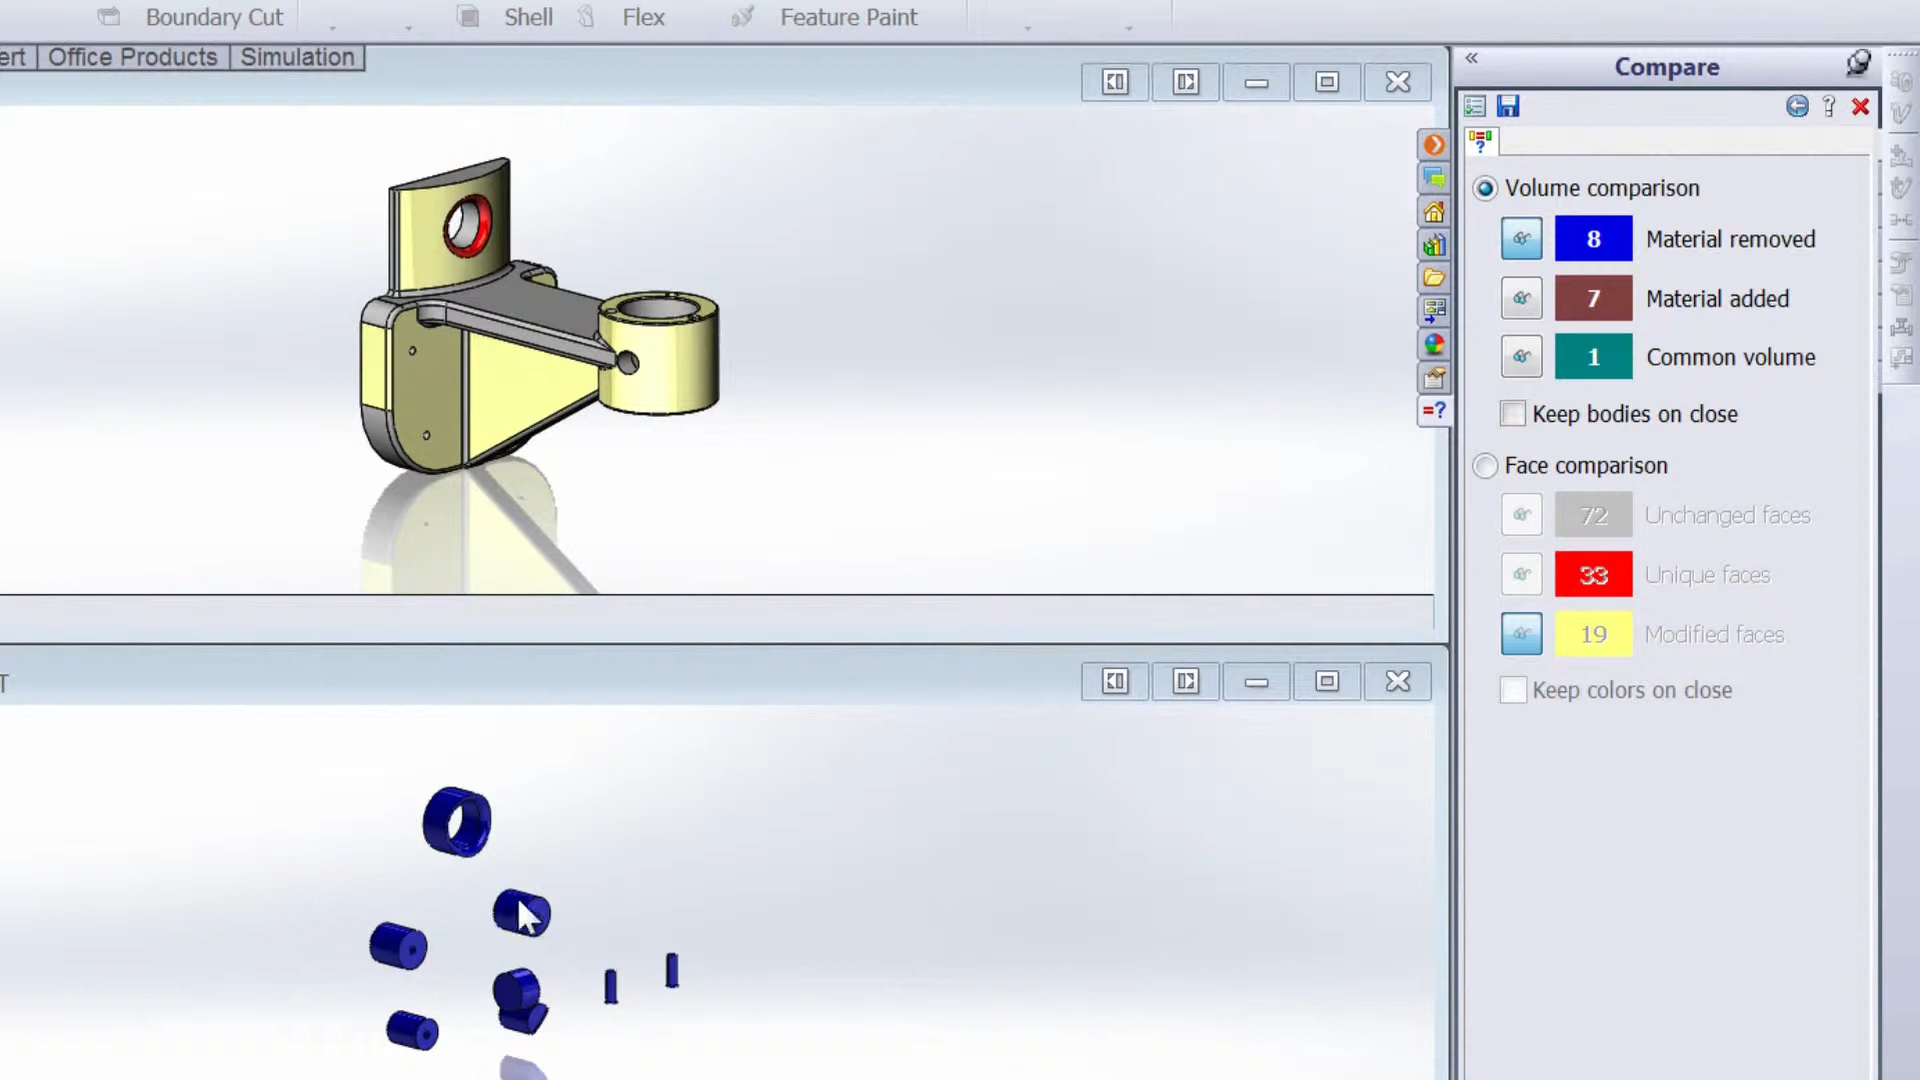 Boundary Cut
Shell
Flex
Feature Paint
ert
Office Products
Simulation
Compare
?
=
?
Volume comparison
8
Material removed
7
Material added
1
Common volume
Keep bodies on close
=?
Face comparison
72
Unchanged faces
33
Unique faces
19
Modified faces
Keep colors on close
T